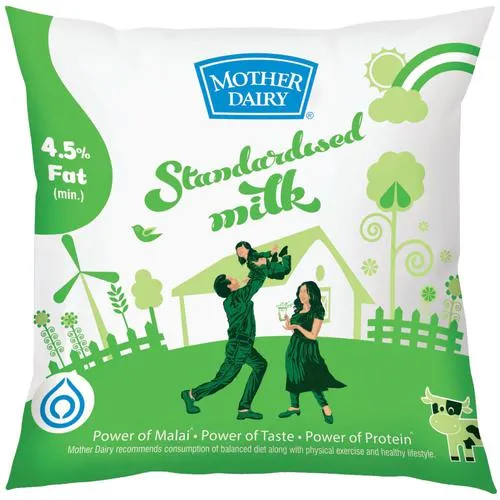 MOTHER
DAIRY
®
4.5%
Fat
(min.)
Standardised
milk
Power of Malai^ • Power of Taste • Power of Protein^
Mother Dairy recommends consumption of balanced diet along with physical exercise and healthy lifestyle.